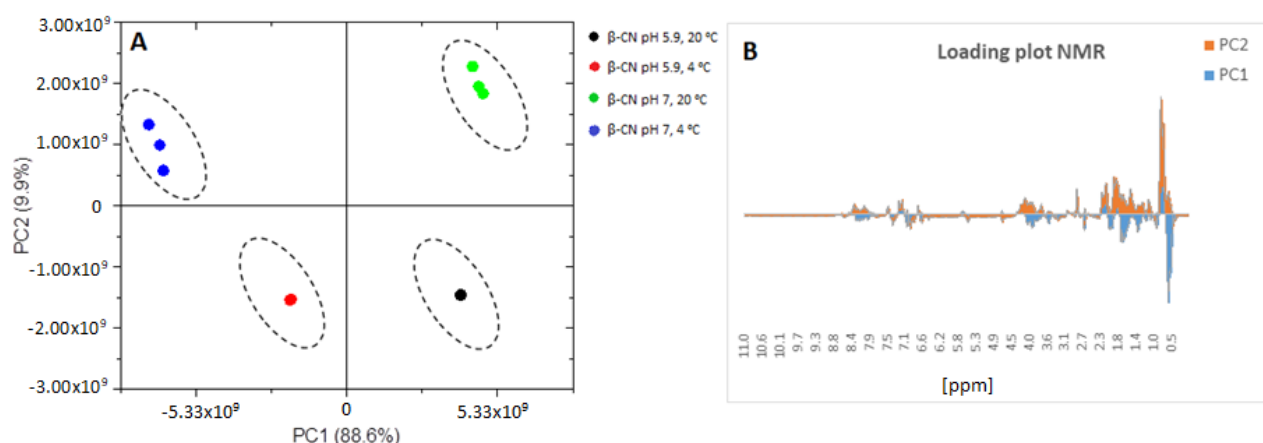 A
3.00x10⁹
2.00x10⁹
1.00x10⁹
0
-1.00x10⁹
-2.00x10⁹
-3.00x10⁹
PC2 (9.9%)
-5.33x10⁹ 0 5.33x10⁹
PC1 (88.6%)
β-CN pH 5.9, 20 ºC
β-CN pH 5.9, 4 ºC
β-CN pH 7, 20 ºC
β-CN pH 7, 4 ºC
B
Loading plot NMR
PC2
PC1
11.0 10.6 10.1 9.7 9.3 8.8 8.4 7.9 7.5 7.1 6.6 6.2 5.8 5.3 4.9 4.5 4.0 3.6 3.1 2.7 2.3 1.8 1.4 1.0 0.5
[ppm]